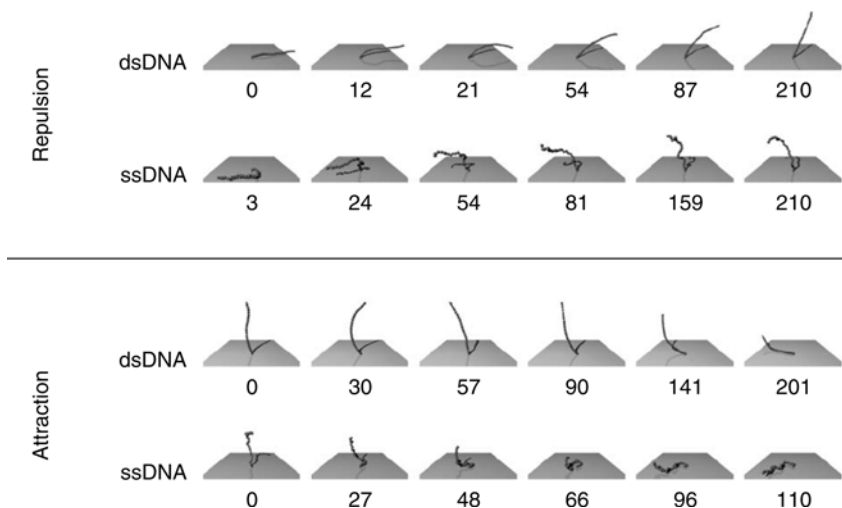 Repulsion
dsDNA
0 12 21 54 87 210
ssDNA
3 24 54 81 159 210
Attraction
dsDNA
0 30 57 90 141 201
ssDNA
0 27 48 66 96 110